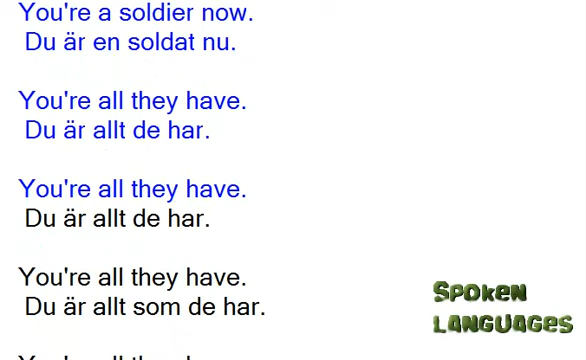 You're a soldier now.
Du är en soldat nu.
You're all they have.
Du är allt de har.
You're all they have.
Du är allt de har.
You're all they have.
Du är allt som de har.
Spoken
Languages